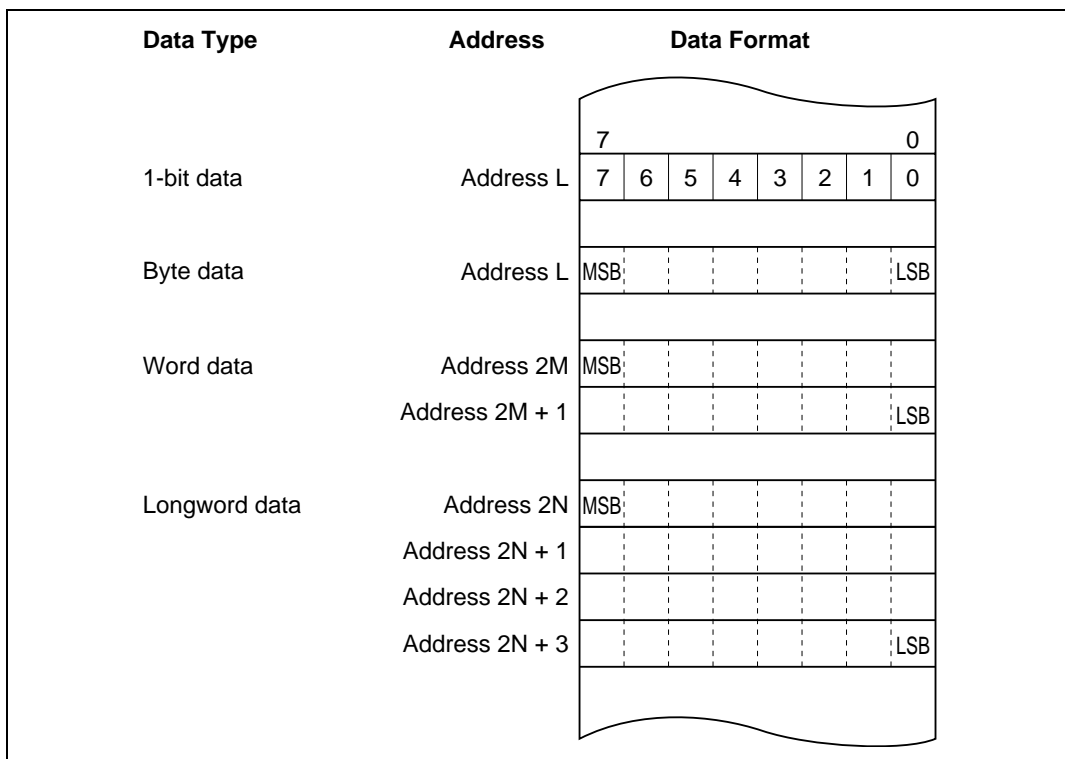 Data Type Address Data Format
7 0
1-bit data Address L 7 6 5 4 3 2 1 0
Byte data Address L MSB LSB
Word data Address 2M MSB
Address 2M + 1 LSB
Longword data Address 2N MSB
Address 2N + 1
Address 2N + 2
Address 2N + 3 LSB